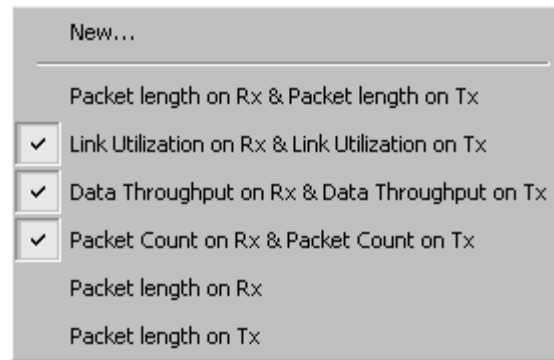 New...
Packet length on Rx & Packet length on Tx
Link Utilization on Rx & Link Utilization on Tx
Data Throughput on Rx & Data Throughput on Tx
Packet Count on Rx & Packet Count on Tx
Packet length on Rx
Packet length on Tx